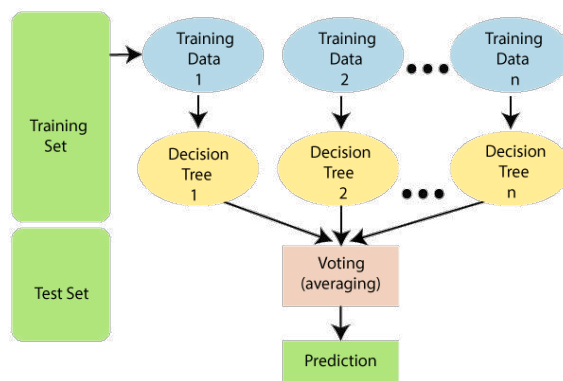 Training
Set
Test Set
Training
Data
1
Training
Data
2
Training
Data
n
Decision
Tree
1
Decision
Tree
2
Decision
Tree
n
Voting
(averaging)
Prediction